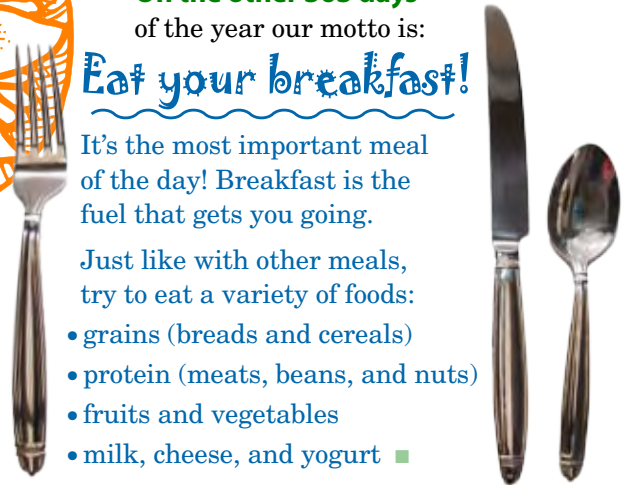 of the year our motto is:
Eat your breakfast!
It's the most important meal
of the day! Breakfast is the
fuel that gets you going.
Just like with other meals,
try to eat a variety of foods:
• grains (breads and cereals)
• protein (meats, beans, and nuts)
• fruits and vegetables
• milk, cheese, and yogurt